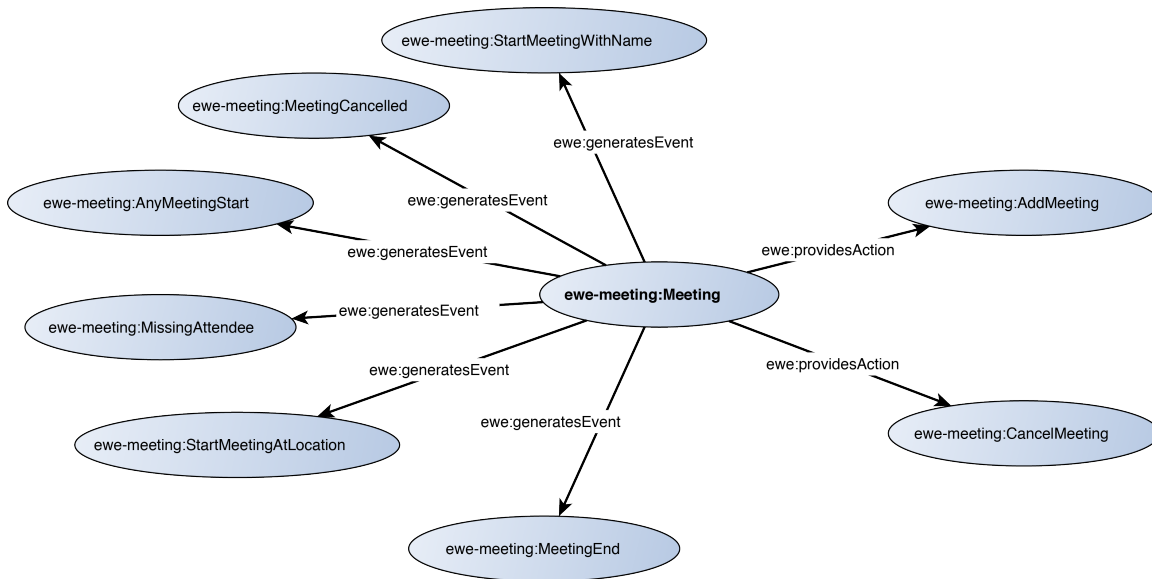 ewe-meeting:StartMeetingWithName
ewe-meeting:MeetingCancelled
ewe:generatesEvent
ewe:generatesEvent
ewe-meeting:AnyMeetingStart
ewe-meeting:AddMeeting
ewe:generatesEvent
ewe:providesAction
ewe-meeting:Meeting
ewe:generatesEvent
ewe-meeting:MissingAttendee
ewe:generatesEvent
ewe:providesAction
ewe:generatesEvent
ewe-meeting:CancelMeeting
ewe-meeting:StartMeetingAtLocation
ewe-meeting:MeetingEnd